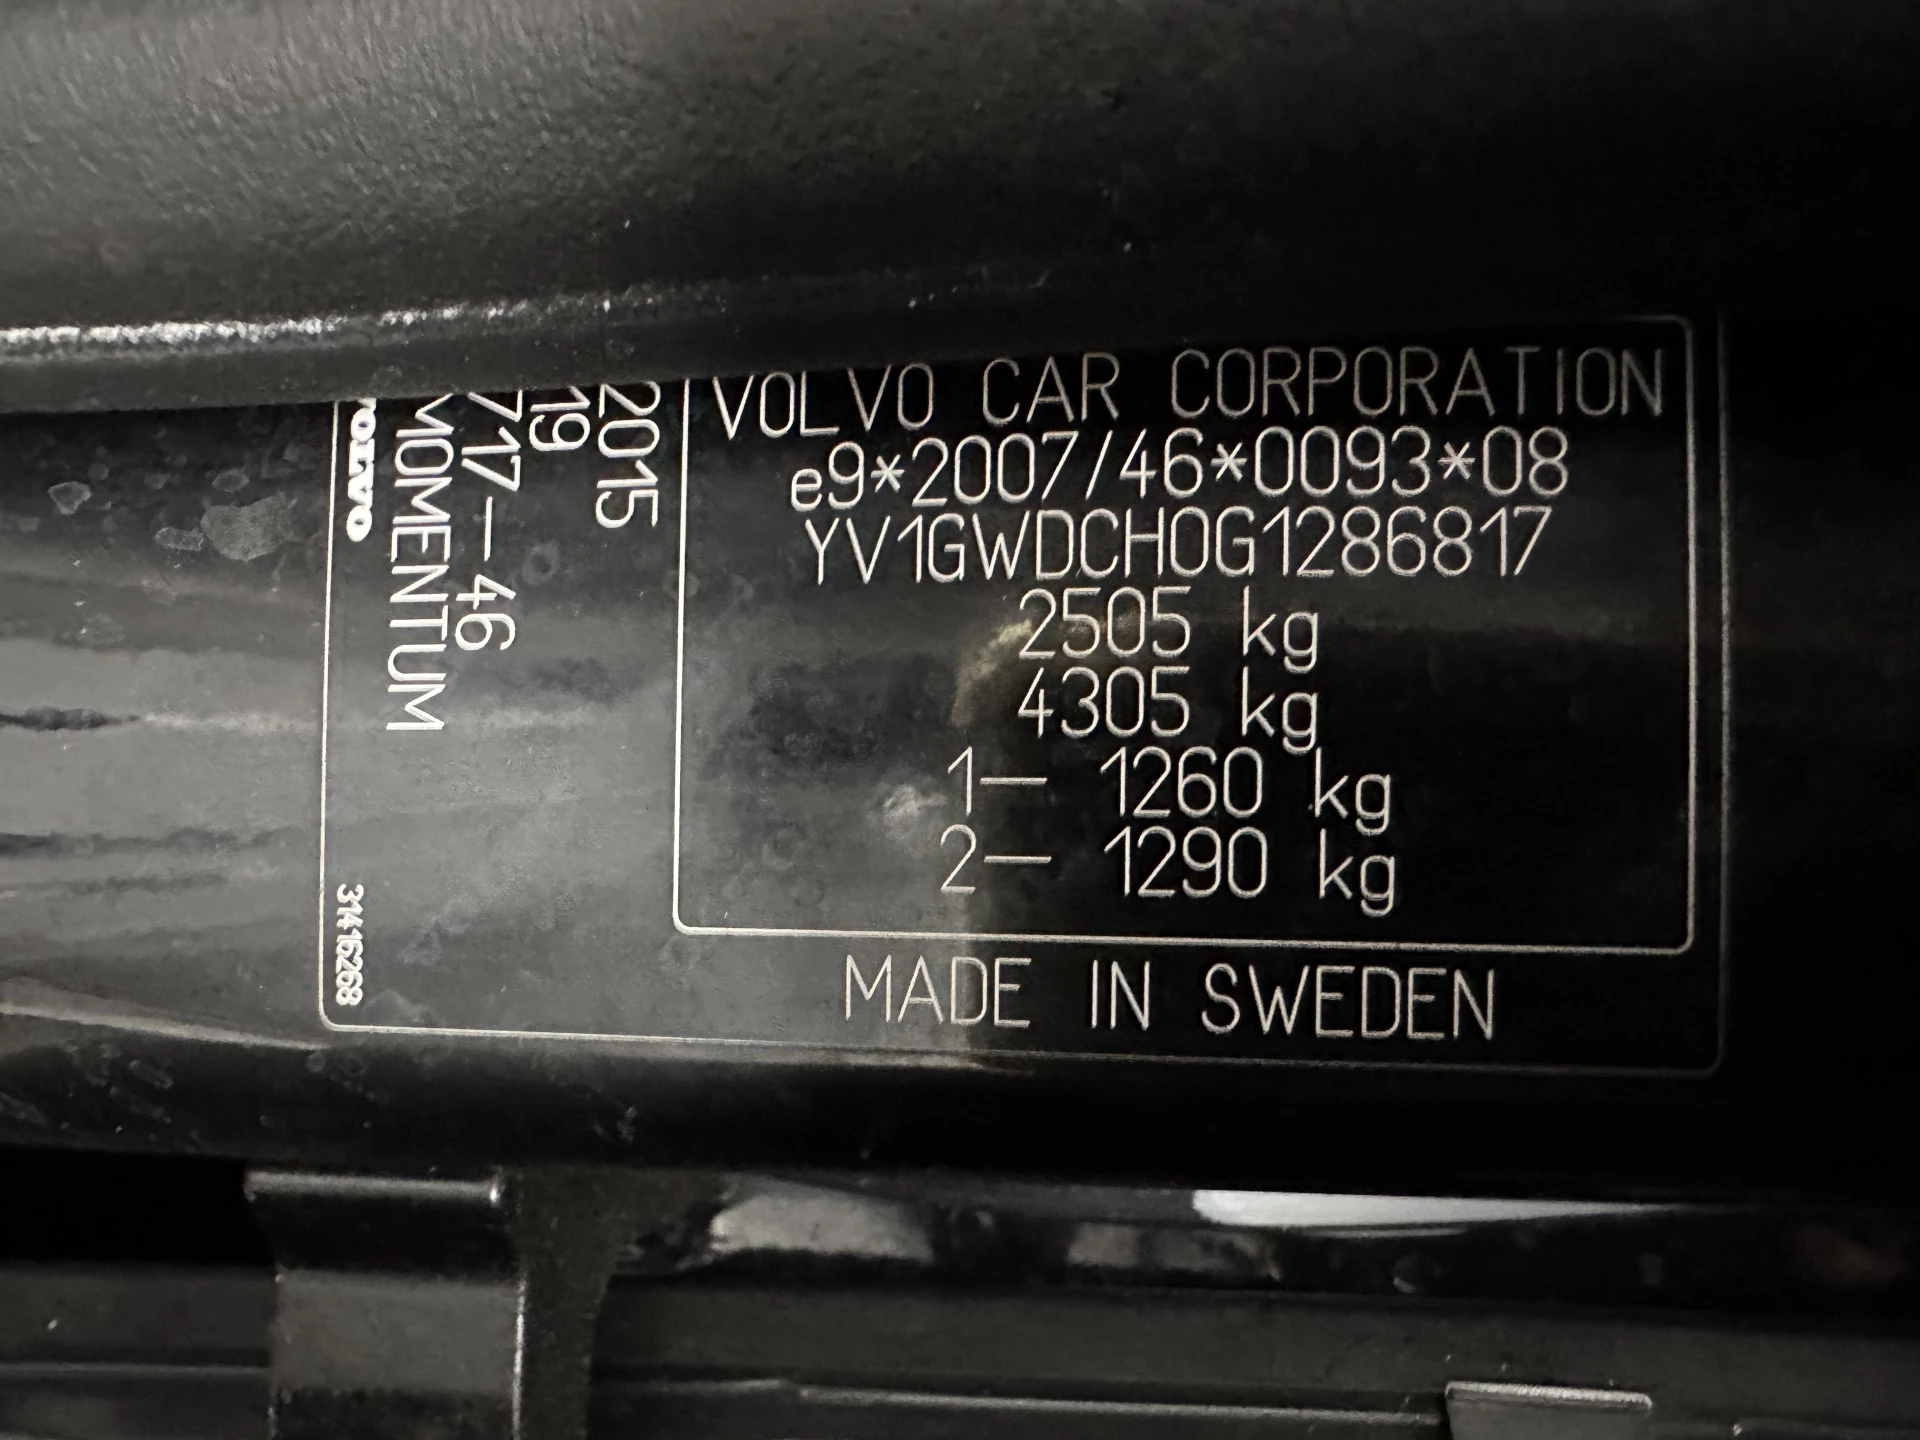 VOLVO CAR CORPORATION
e9*2007/46*0093*08
YV1GWDCH0G1286817
2505 kg
4305 kg
1— 1260 kg
2— 1290 kg
MADE IN SWEDEN
2015
19
717-46
MOMENTUM
VOLVO
31416268